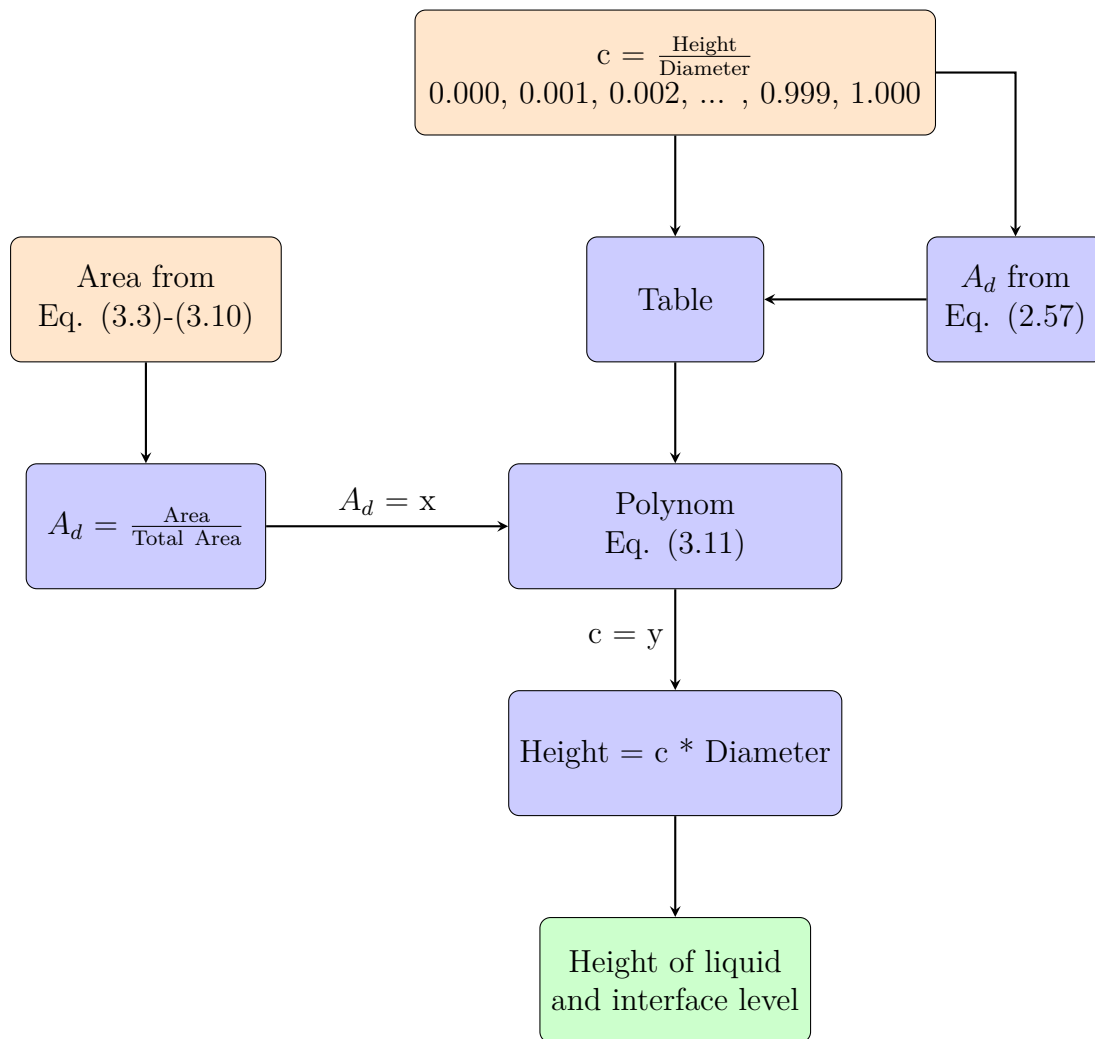 c = Height/Diameter
0.000, 0.001, 0.002, ... , 0.999, 1.000
Area from
Eq. (3.3)-(3.10)
Table
A_d from
Eq. (2.57)
A_d = Area/Total Area
A_d = x
Polynom
Eq. (3.11)
c = y
Height = c * Diameter
Height of liquid
and interface level